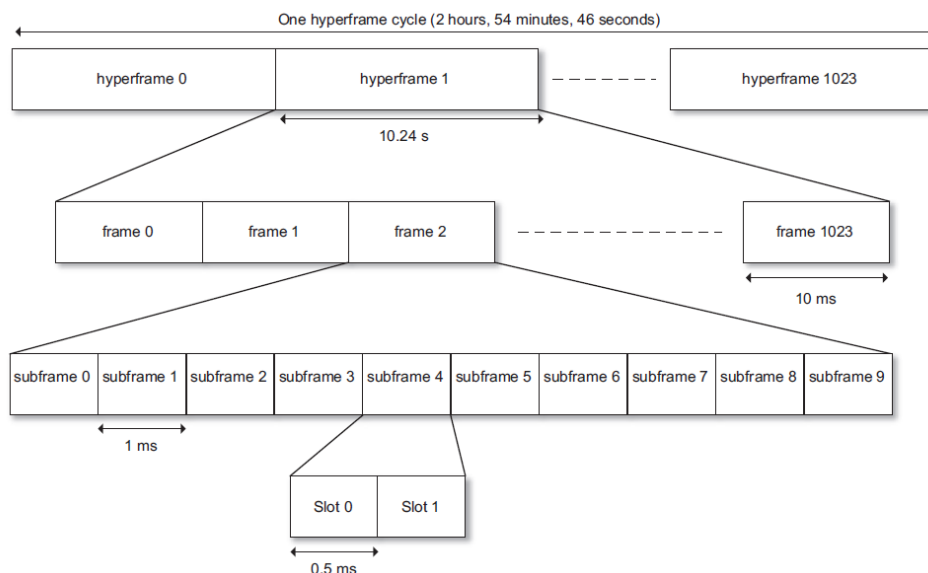 One hyperframe cycle (2 hours, 54 minutes, 46 seconds)
hyperframe 0
hyperframe 1
hyperframe 1023
10.24 s
frame 0
frame 1
frame 2
frame 1023
10 ms
subframe 0
subframe 1
subframe 2
subframe 3
subframe 4
subframe 5
subframe 6
subframe 7
subframe 8
subframe 9
1 ms
Slot 0
Slot 1
0.5 ms